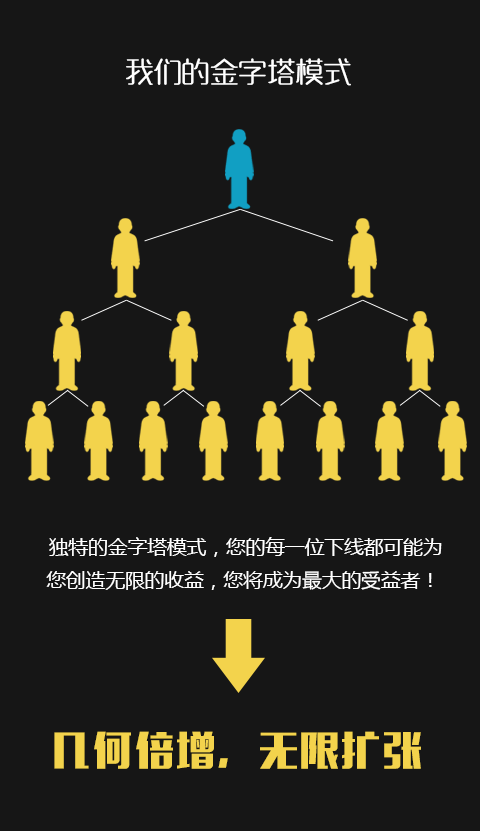 我们的金字塔模式
独特的金字塔模式，您的每一位下线都可能为
您创造无限的收益，您将成为最大的受益者！
几何倍增，无限扩张